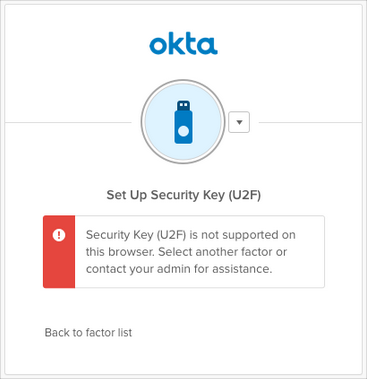 okta
Set Up Security Key (U2F)
Security Key (U2F) is not supported on
this browser. Select another factor or
contact your admin for assistance.
Back to factor list